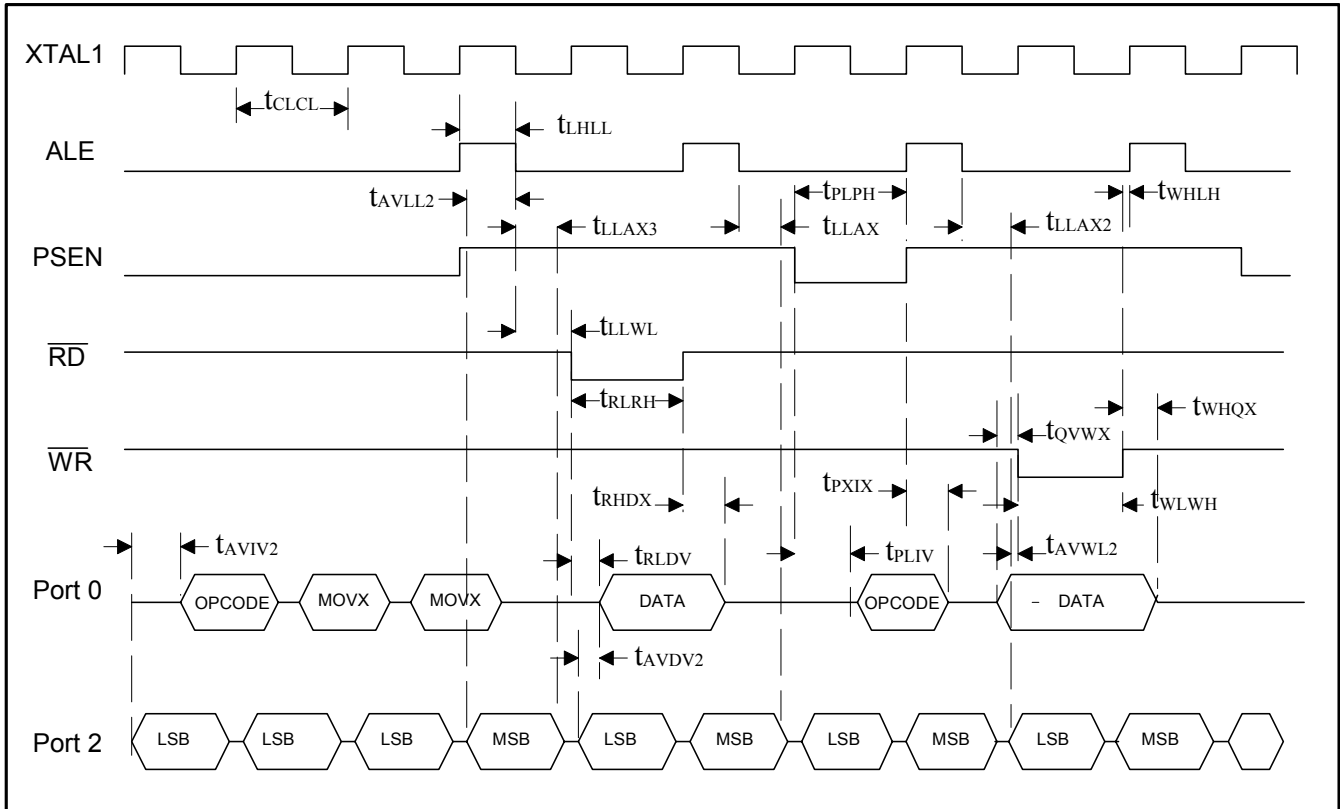 XTAL1
tCLCL
tLHLL
ALE
tAVLL2 tPLPH tWHLH
tLLAX3 tLLAX tLLAX2
PSEN
tLLWL
RD
tRLRH tWHQX
tQVWX
WR
tRHDX tPXIX tWLWH
tAVIV2 tRLDV tPLIV tAVWL2
Port 0 OPCODE MOVX MOVX DATA OPCODE - DATA
tAVDV2
Port 2 LSB LSB LSB MSB LSB MSB LSB MSB LSB MSB